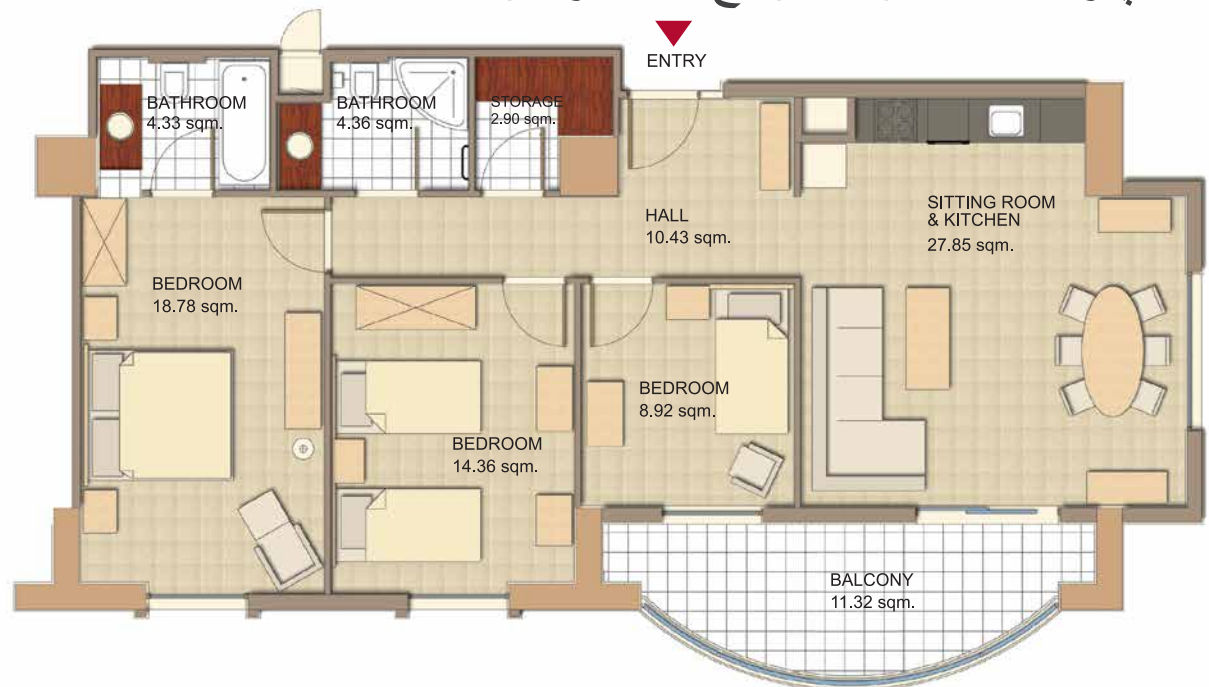 ENTRY
BATHROOM
4.33 sqm.
BATHROOM
4.36 sqm.
STORAGE
2.90 sqm.
HALL
10.43 sqm.
SITTING ROOM
& KITCHEN
27.85 sqm.
BEDROOM
18.78 sqm.
BEDROOM
14.36 sqm.
BEDROOM
8.92 sqm.
BALCONY
11.32 sqm.